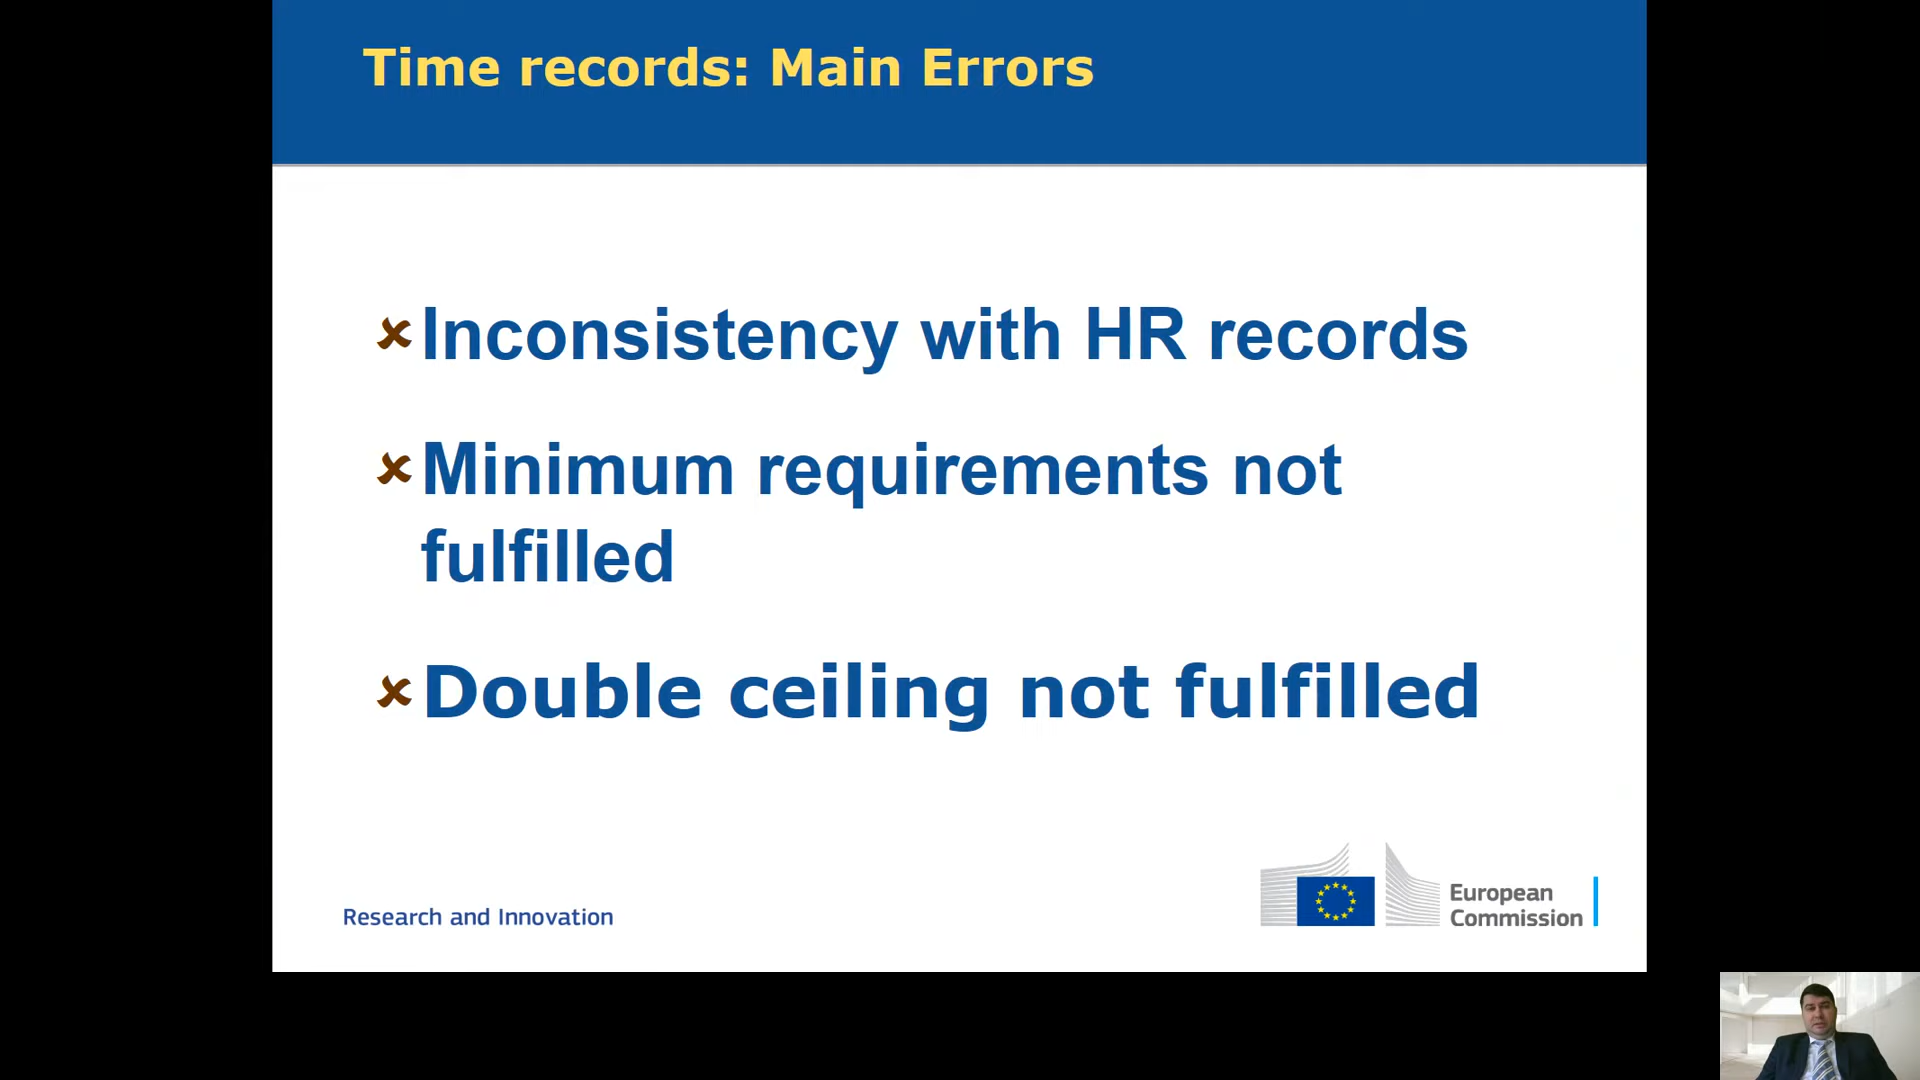 Time records: Main Errors
✘Inconsistency with HR records
✘Minimum requirements not
fulfilled
✘Double ceiling not fulfilled
Research and Innovation
European
Commission